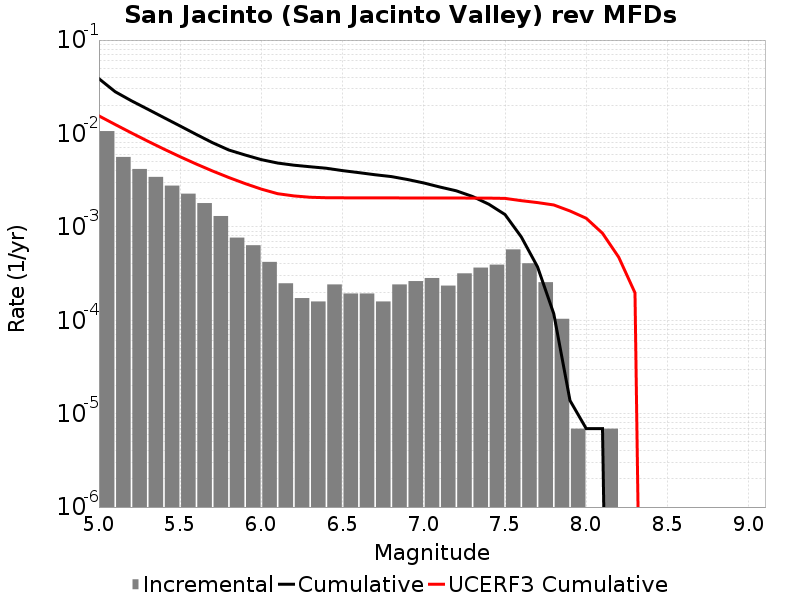 San Jacinto (San Jacinto Valley) rev MFDs
10-1
10-2
10-3
10-4
10-5
10-6
Rate (1/yr)
5.0 5.5 6.0 6.5 7.0 7.5 8.0 8.5 9.0
Magnitude
Incremental Cumulative UCERF3 Cumulative